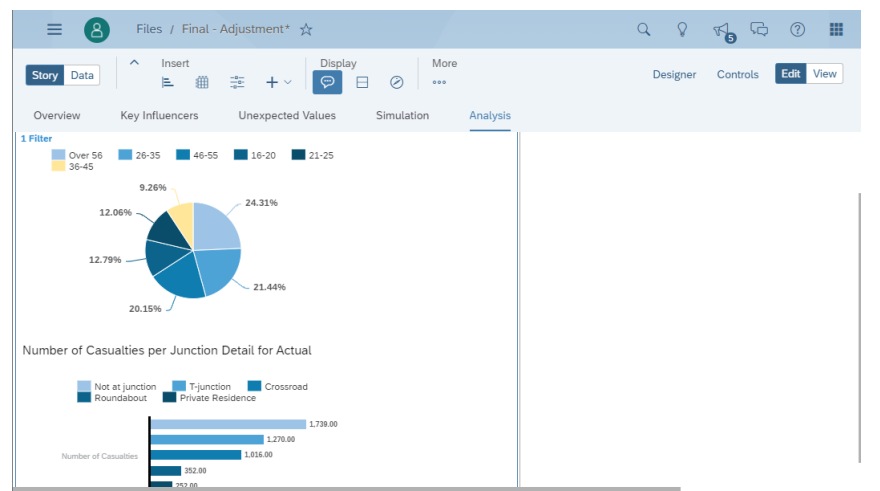 Files / Final - Adjustment*
5
Story Data
Insert
Display
More
Designer Controls Edit View
Overview Key Influencers Unexpected Values Simulation Analysis
1 Filter
Over 56 26-35 46-55 16-20 21-25
36-45
9.26%
24.31%
12.06%
12.79%
21.44%
20.15%
Number of Casualties per Junction Detail for Actual
Not at junction T-junction Crossroad
Roundabout Private Residence
1,739.00
1,270.00
Number of Casualties 1,016.00
352.00
252.00